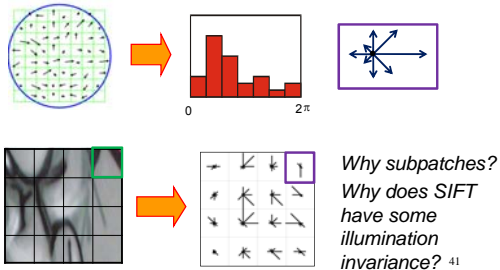 0
2π
Why subpatches?
Why does SIFT
have some
illumination
invariance? 41